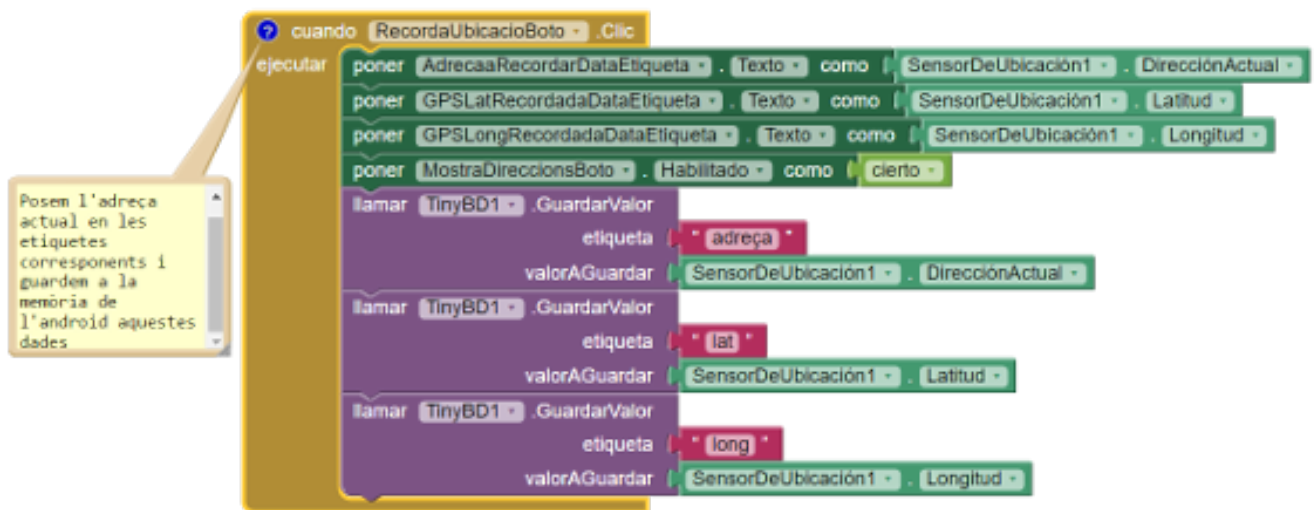 ? cuando RecordaUbicacioBoto .Clic
ejecutar poner AdrecaaRecordarDataEtiqueta . Texto como SensorDeUbicación1 . DirecciónActual
poner GPSLatRecordadaDataEtiqueta . Texto como SensorDeUbicación1 . Latitud
poner GPSLongRecordadaDataEtiqueta . Texto como SensorDeUbicación1 . Longitud
poner MostraDireccionsBoto . Habilitado como cierto
llamar TinyBD1 .GuardarValor
etiqueta " adreça "
valorAGuardar SensorDeUbicación1 . DirecciónActual
llamar TinyBD1 .GuardarValor
etiqueta " lat "
valorAGuardar SensorDeUbicación1 . Latitud
llamar TinyBD1 .GuardarValor
etiqueta " long "
valorAGuardar SensorDeUbicación1 . Longitud
Posem l'adreça
actual en les
etiquetes
corresponents i
guardem a la
memòria de
l'android aquestes
dades